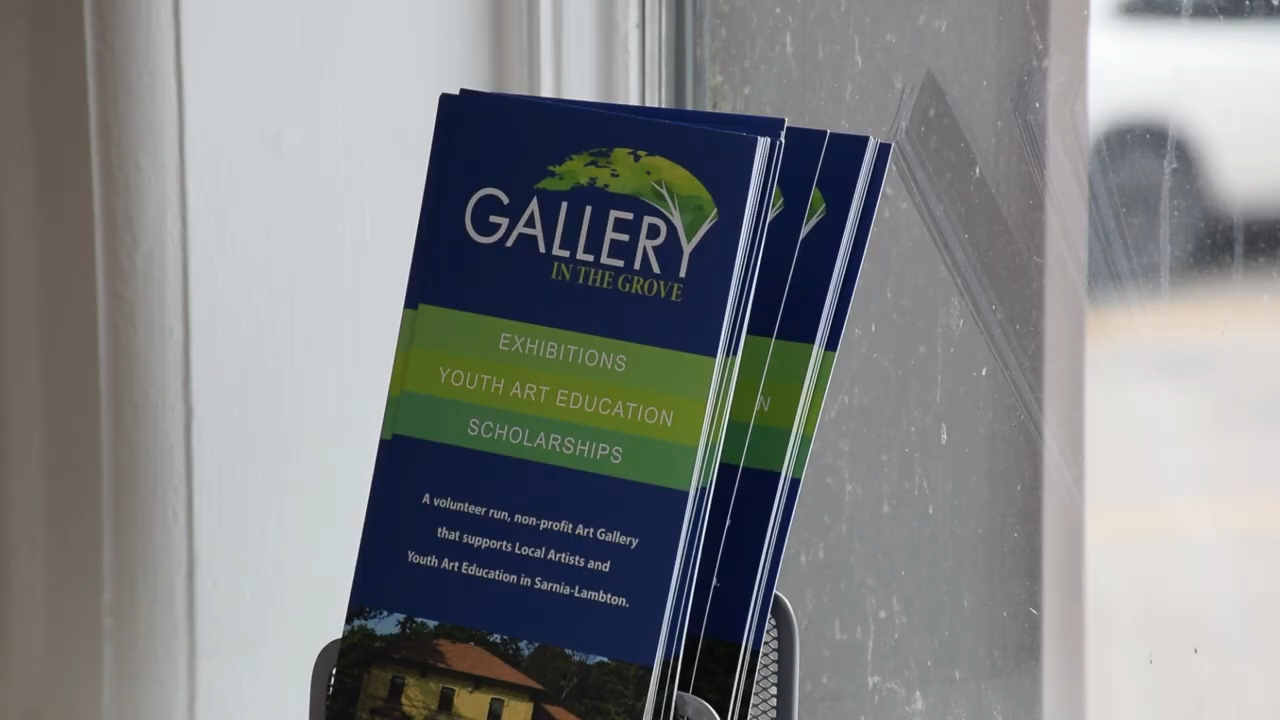 GALLERY
IN THE GROVE
EXHIBITIONS
YOUTH ART EDUCATION
SCHOLARSHIPS
A volunteer run, non-profit Art Gallery
that supports Local Artists and
Youth Art Education in Sarnia-Lambton.
N